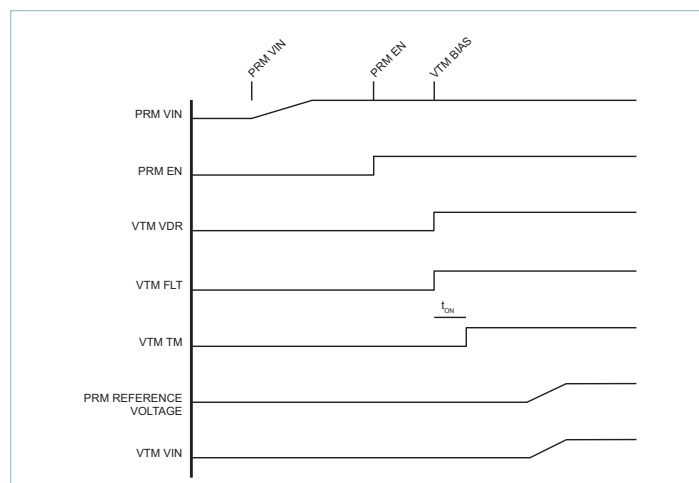 PRM VIN
PRM EN
VTM BIAS
PRM VIN
PRM EN
VTM VDR
VTM FLT
tON
VTM TM
PRM REFERENCE
VOLTAGE
VTM VIN